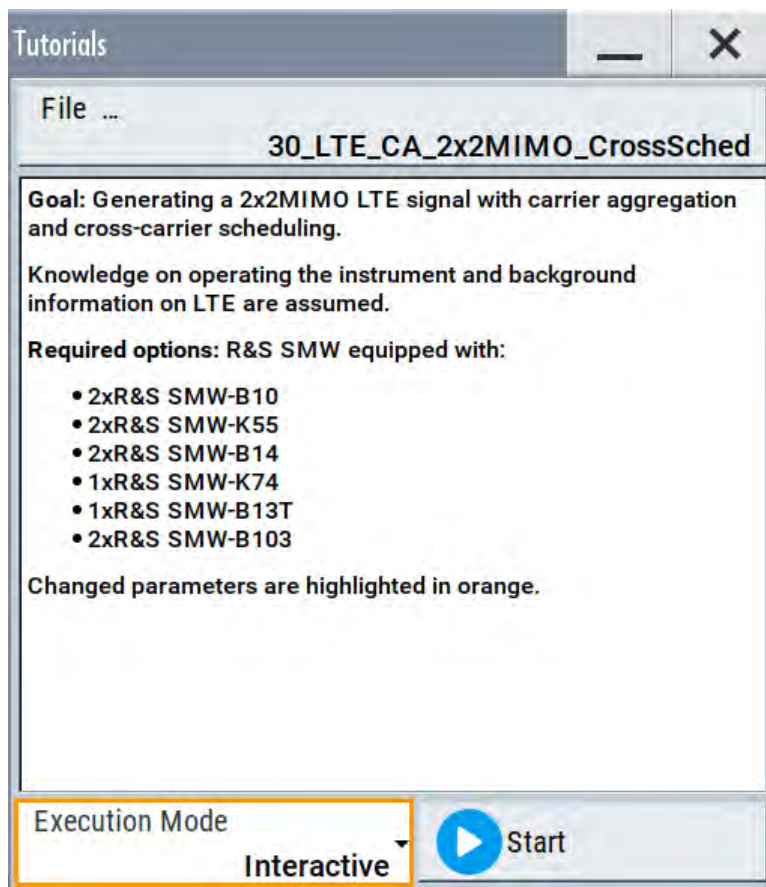 Tutorials
File ...
30_LTE_CA_2x2MIMO_CrossSched
Goal: Generating a 2x2MIMO LTE signal with carrier aggregation
and cross-carrier scheduling.
Knowledge on operating the instrument and background
information on LTE are assumed.
Required options: R&S SMW equipped with:
• 2xR&S SMW-B10
• 2xR&S SMW-K55
• 2xR&S SMW-B14
• 1xR&S SMW-K74
• 1xR&S SMW-B13T
• 2xR&S SMW-B103
Changed parameters are highlighted in orange.
Execution Mode
Interactive
Start